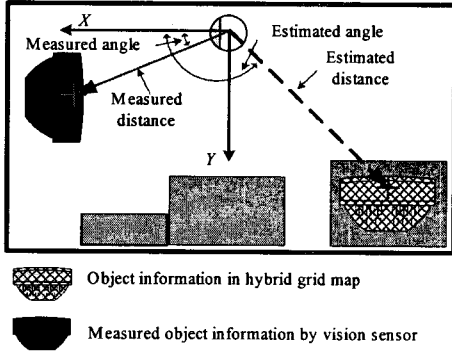 X
Measured angle
Estimated angle
Estimated
distance
Measured
distance
Y
Object information in hybrid grid map
Measured object information by vision sensor